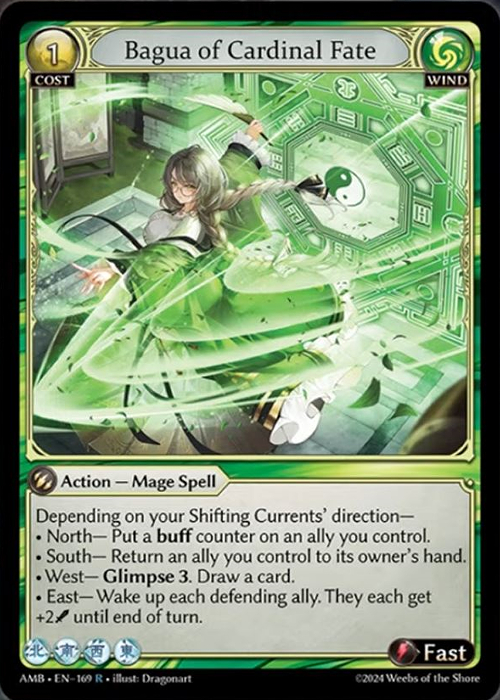 1
Bagua of Cardinal Fate
COST
WIND
Action — Mage Spell
Depending on your Shifting Currents' direction—
• North— Put a buff counter on an ally you control.
• South— Return an ally you control to its owner's hand.
• West— Glimpse 3. Draw a card.
• East— Wake up each defending ally. They each get
+2 until end of turn.
北 南 西 東
Fast
AMB • EN-169 R • illust: Dragonart
©2024 Weebs of the Shore